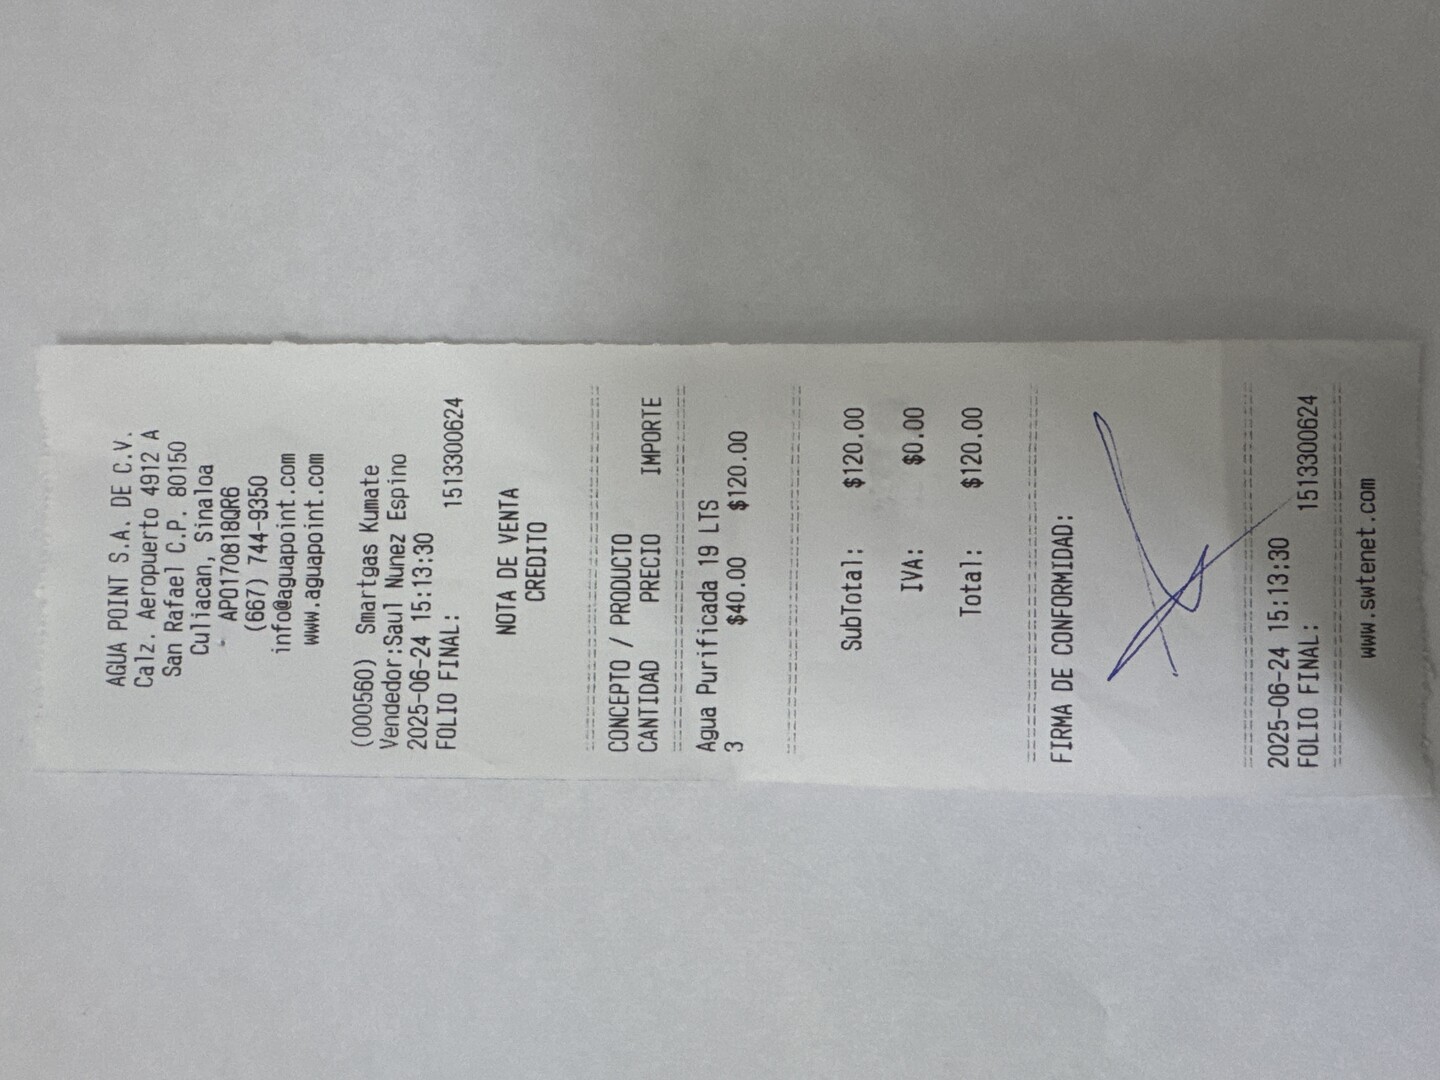 AGUA POINT S.A. DE C.V.
Calz. Aeropuerto 4912 A
San Rafael C.P. 80150
Culiacan, Sinaloa
APO170818QR6
(667) 744-9350
info@aguapoint.com
www.aguapoint.com
(000560) Smartgas Kumate
Vendedor:Saul Nunez Espino
2025-06-24 15:13:30
FOLIO FINAL: 1513300624
NOTA DE VENTA
CREDITO
CONCEPTO / PRODUCTO
CANTIDAD PRECIO IMPORTE
Agua Purificada 19 LTS
3 $40.00 $120.00
SubTotal: $120.00
IVA: $0.00
Total: $120.00
FIRMA DE CONFORMIDAD:
2025-06-24 15:13:30
FOLIO FINAL: 1513300624
www.swtenet.com